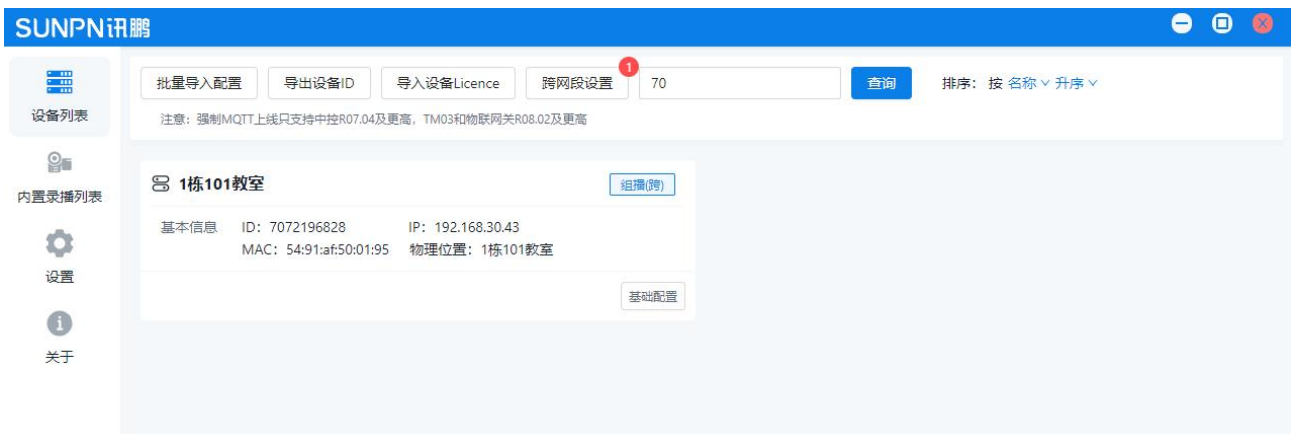 SUNPN讯鹏
设备列表
内置录播列表
设置
关于
批量导入配置 导出设备ID 导入设备Licence 跨网段设置 1 70 查询 排序: 按 名称 升序
注意: 强制MQTT上线只支持中控R07.04及更高, TM03和物联网关R08.02及更高
1栋101教室 组播(跨)
基本信息 ID: 7072196828 IP: 192.168.30.43
MAC: 54:91:af:50:01:95 物理位置: 1栋101教室
基础配置